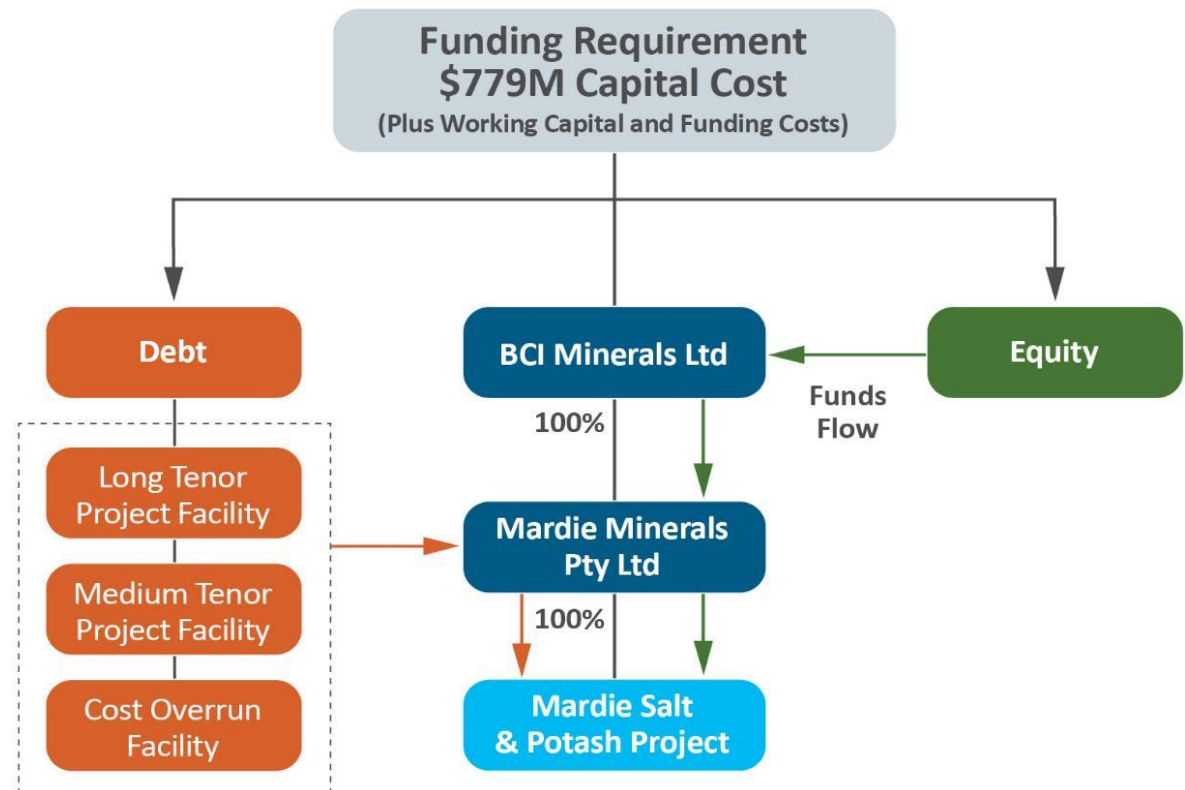 Funding Requirement
$779M Capital Cost
(Plus Working Capital and Funding Costs)
Debt
BCI Minerals Ltd
Equity
Funds
Flow
100%
Long Tenor
Project Facility
Mardie Minerals
Pty Ltd
Medium Tenor
Project Facility
100%
Cost Overrun
Facility
Mardie Salt
& Potash Project